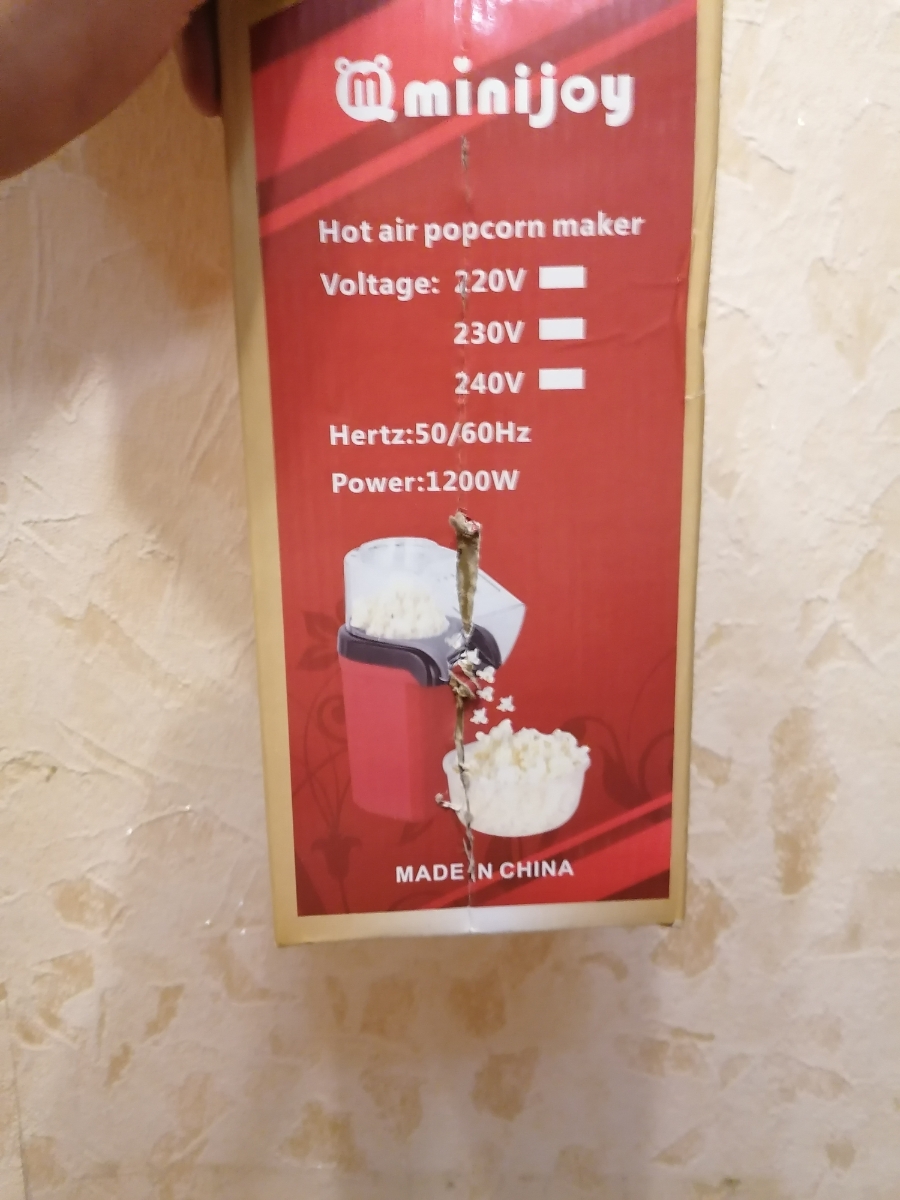 m minijoy
Hot air popcorn maker
Voltage: 220V
230V
240V
Hertz:50/60Hz
Power:1200W
MADE IN CHINA